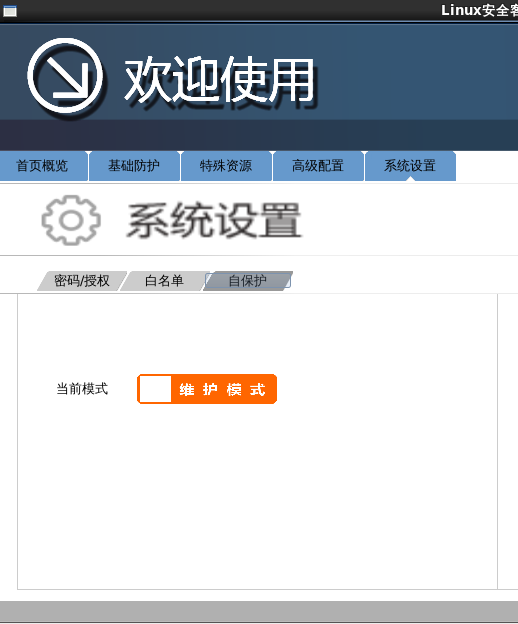 Linux安全客
欢迎使用
首页概览 基础防护 特殊资源 高级配置 系统设置
系统设置
密码/授权 白名单 自保护
当前模式 维护模式